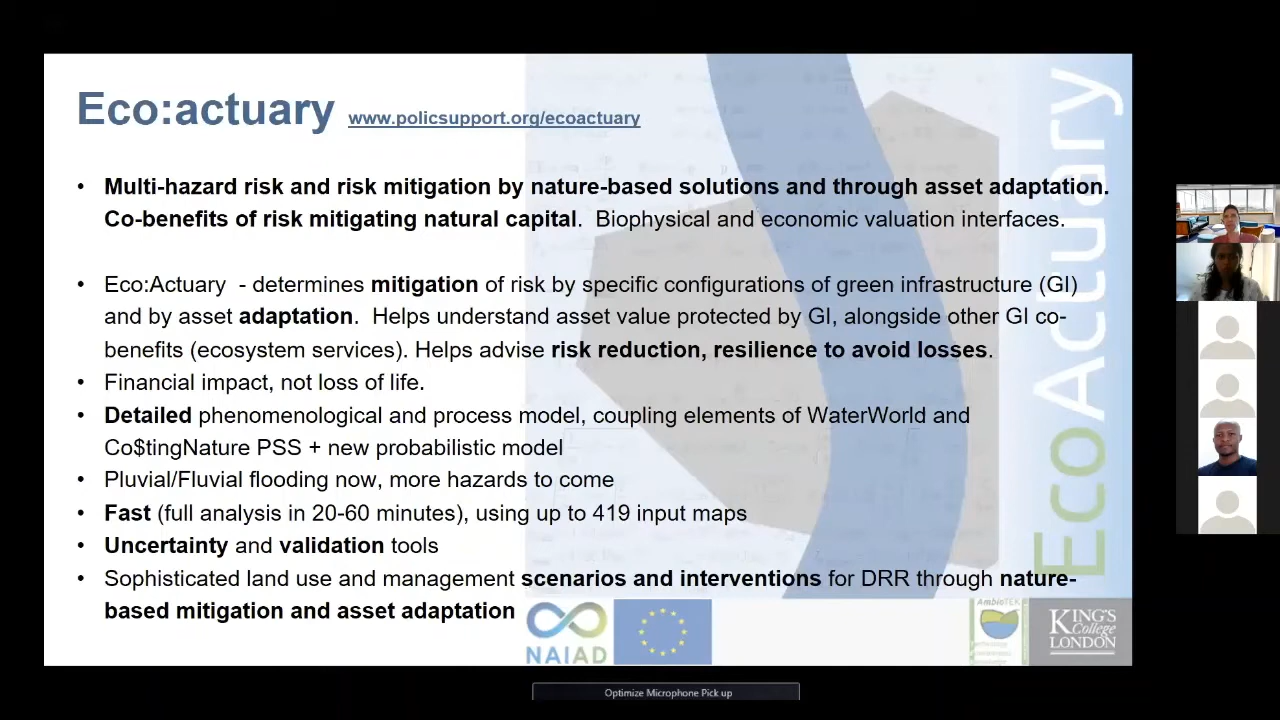 Eco:actuary www.policsupport.org/ecoactuary
• Multi-hazard risk and risk mitigation by nature-based solutions and through asset adaptation.
Co-benefits of risk mitigating natural capital. Biophysical and economic valuation interfaces.
• Eco:Actuary - determines mitigation of risk by specific configurations of green infrastructure (GI)
and by asset adaptation. Helps understand asset value protected by GI, alongside other GI co-
benefits (ecosystem services). Helps advise risk reduction, resilience to avoid losses.
• Financial impact, not loss of life.
• Detailed phenomenological and process model, coupling elements of WaterWorld and
Co$tingNature PSS + new probabilistic model
• Pluvial/Fluvial flooding now, more hazards to come
• Fast (full analysis in 20-60 minutes), using up to 419 input maps
• Uncertainty and validation tools
• Sophisticated land use and management scenarios and interventions for DRR through nature-
based mitigation and asset adaptation
EcoActuary
NAIAD
AmbioTEK
KING'S
College
LONDON
Optimize Microphone Pick up